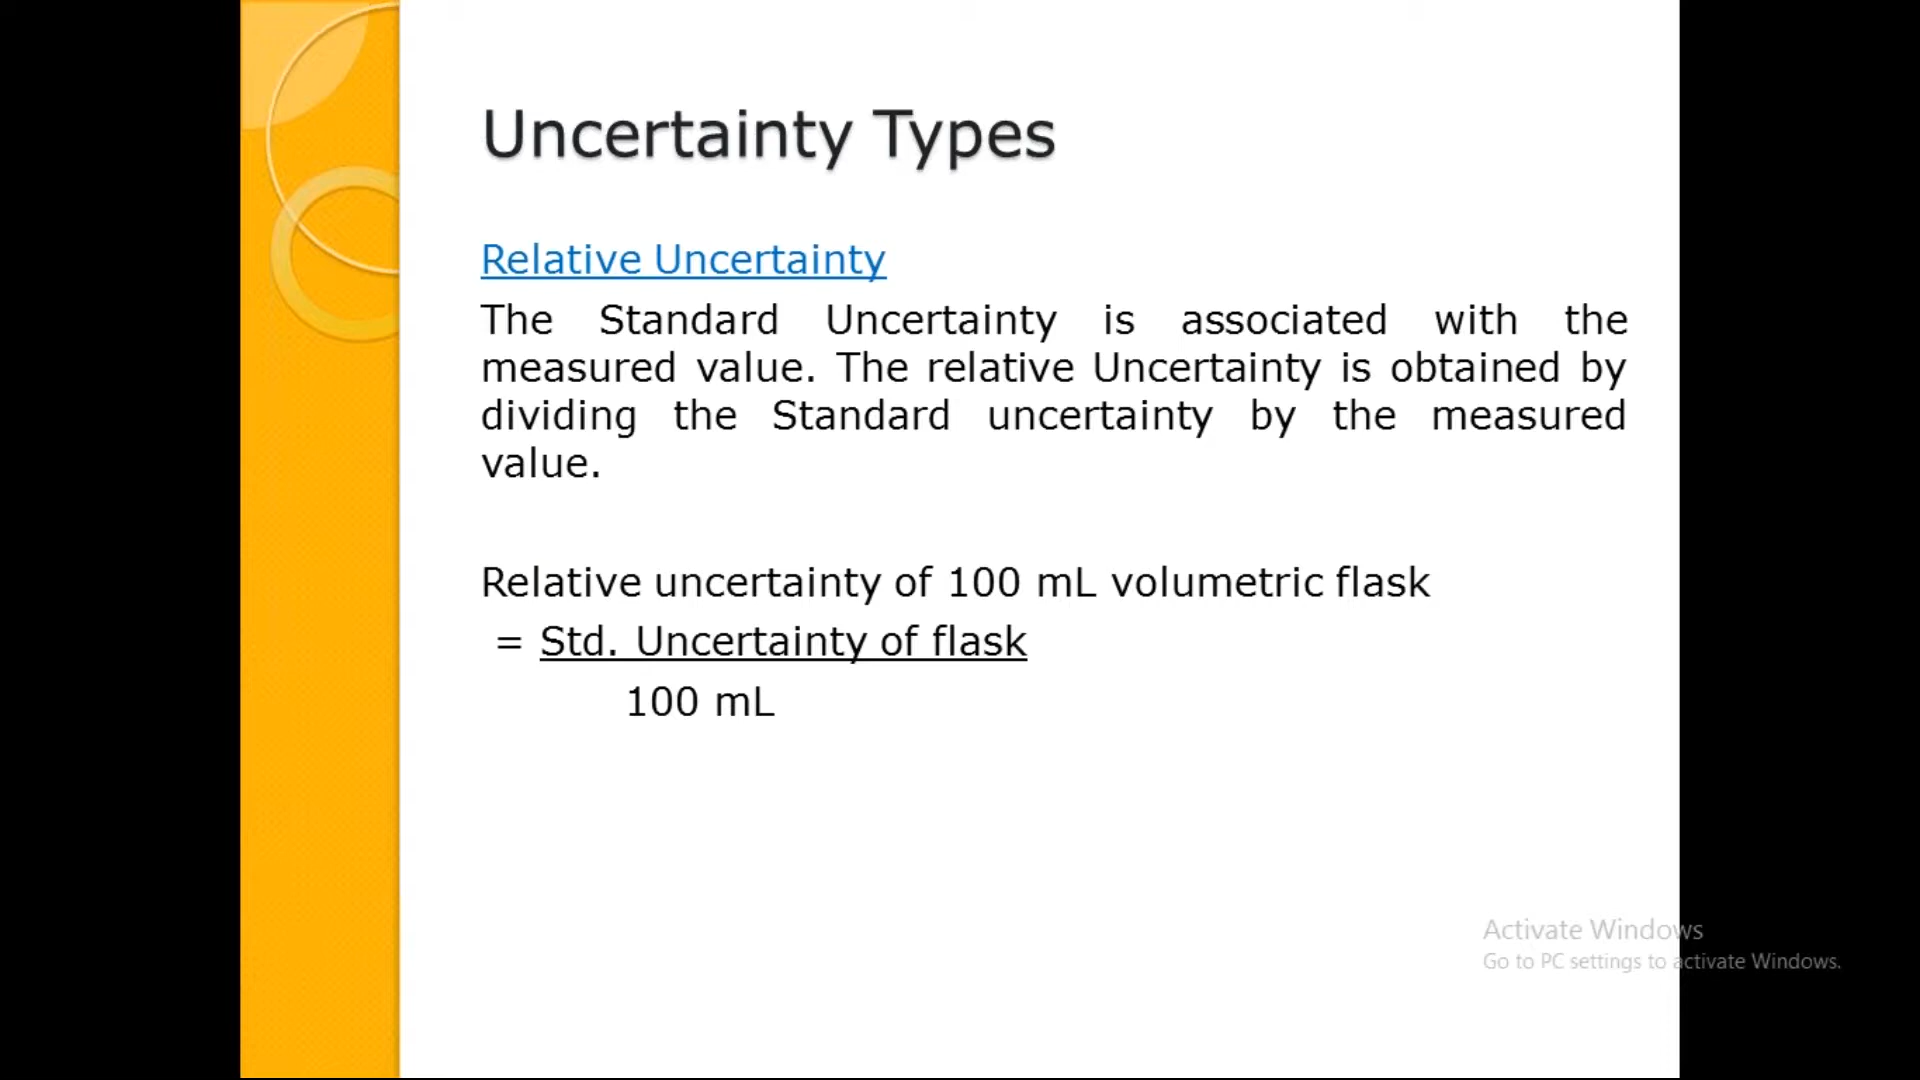 Uncertainty Types
Relative Uncertainty
The Standard Uncertainty is associated with the
measured value. The relative Uncertainty is obtained by
dividing the Standard uncertainty by the measured
value.
Relative uncertainty of 100 mL volumetric flask
= Std. Uncertainty of flask
100 mL
Activate Windows
Go to PC settings to activate Windows.